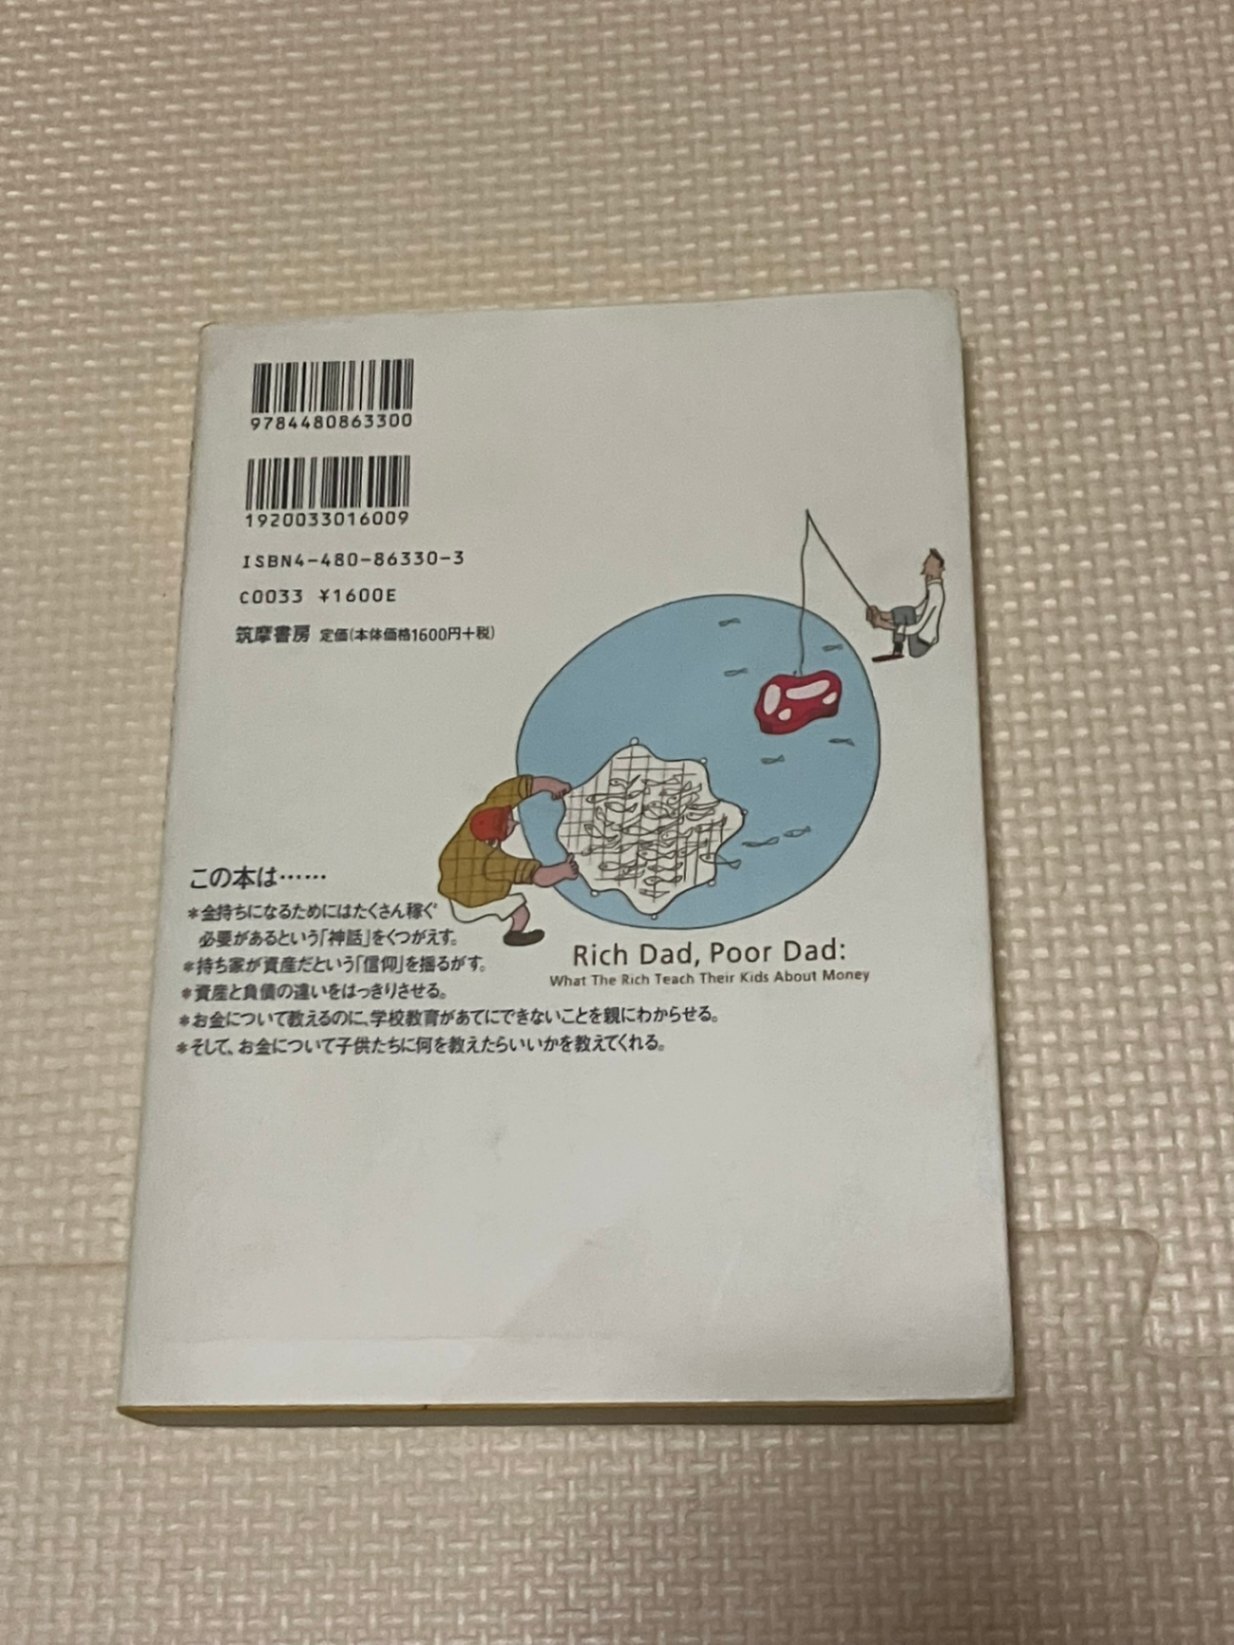 9784480863300
1920033016009
ISBN4-480-86330-3
C0033 ¥1600E
筑摩書房 定価(本体価格1600円+税)
この本は……
*金持ちになるためにはたくさん稼ぐ
必要があるという「神話」をくつがえす。
*持ち家が資産だという「信仰」を揺るがす。
*資産と負債の違いをはっきりさせる。
*お金について教えるのに、学校教育があてにできないことを親にわからせる。
*そして、お金について子供たちに何を教えたらいいかを教えてくれる。
Rich Dad, Poor Dad:
What The Rich Teach Their Kids About Money